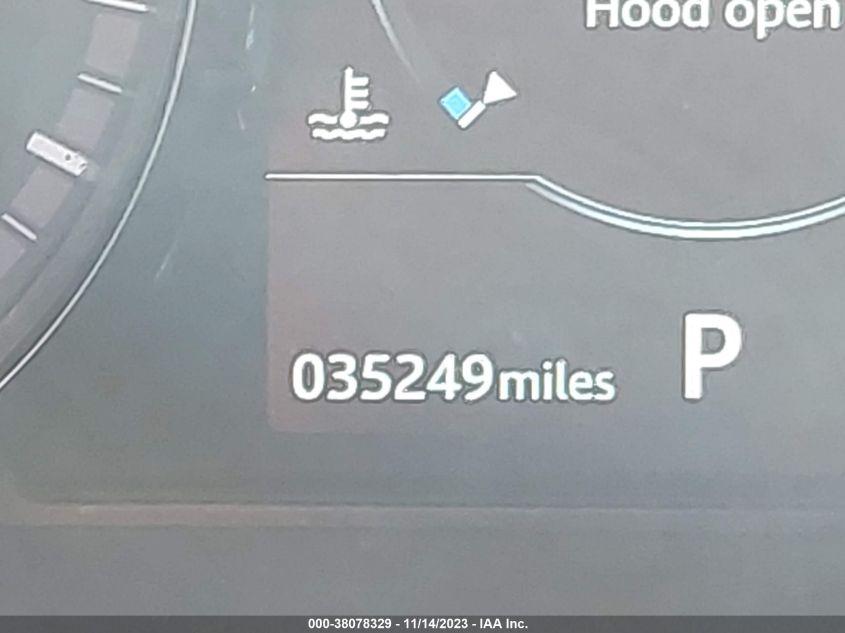 Hood open
035249miles
P
000-38078329 - 11/14/2023 - IAA Inc.